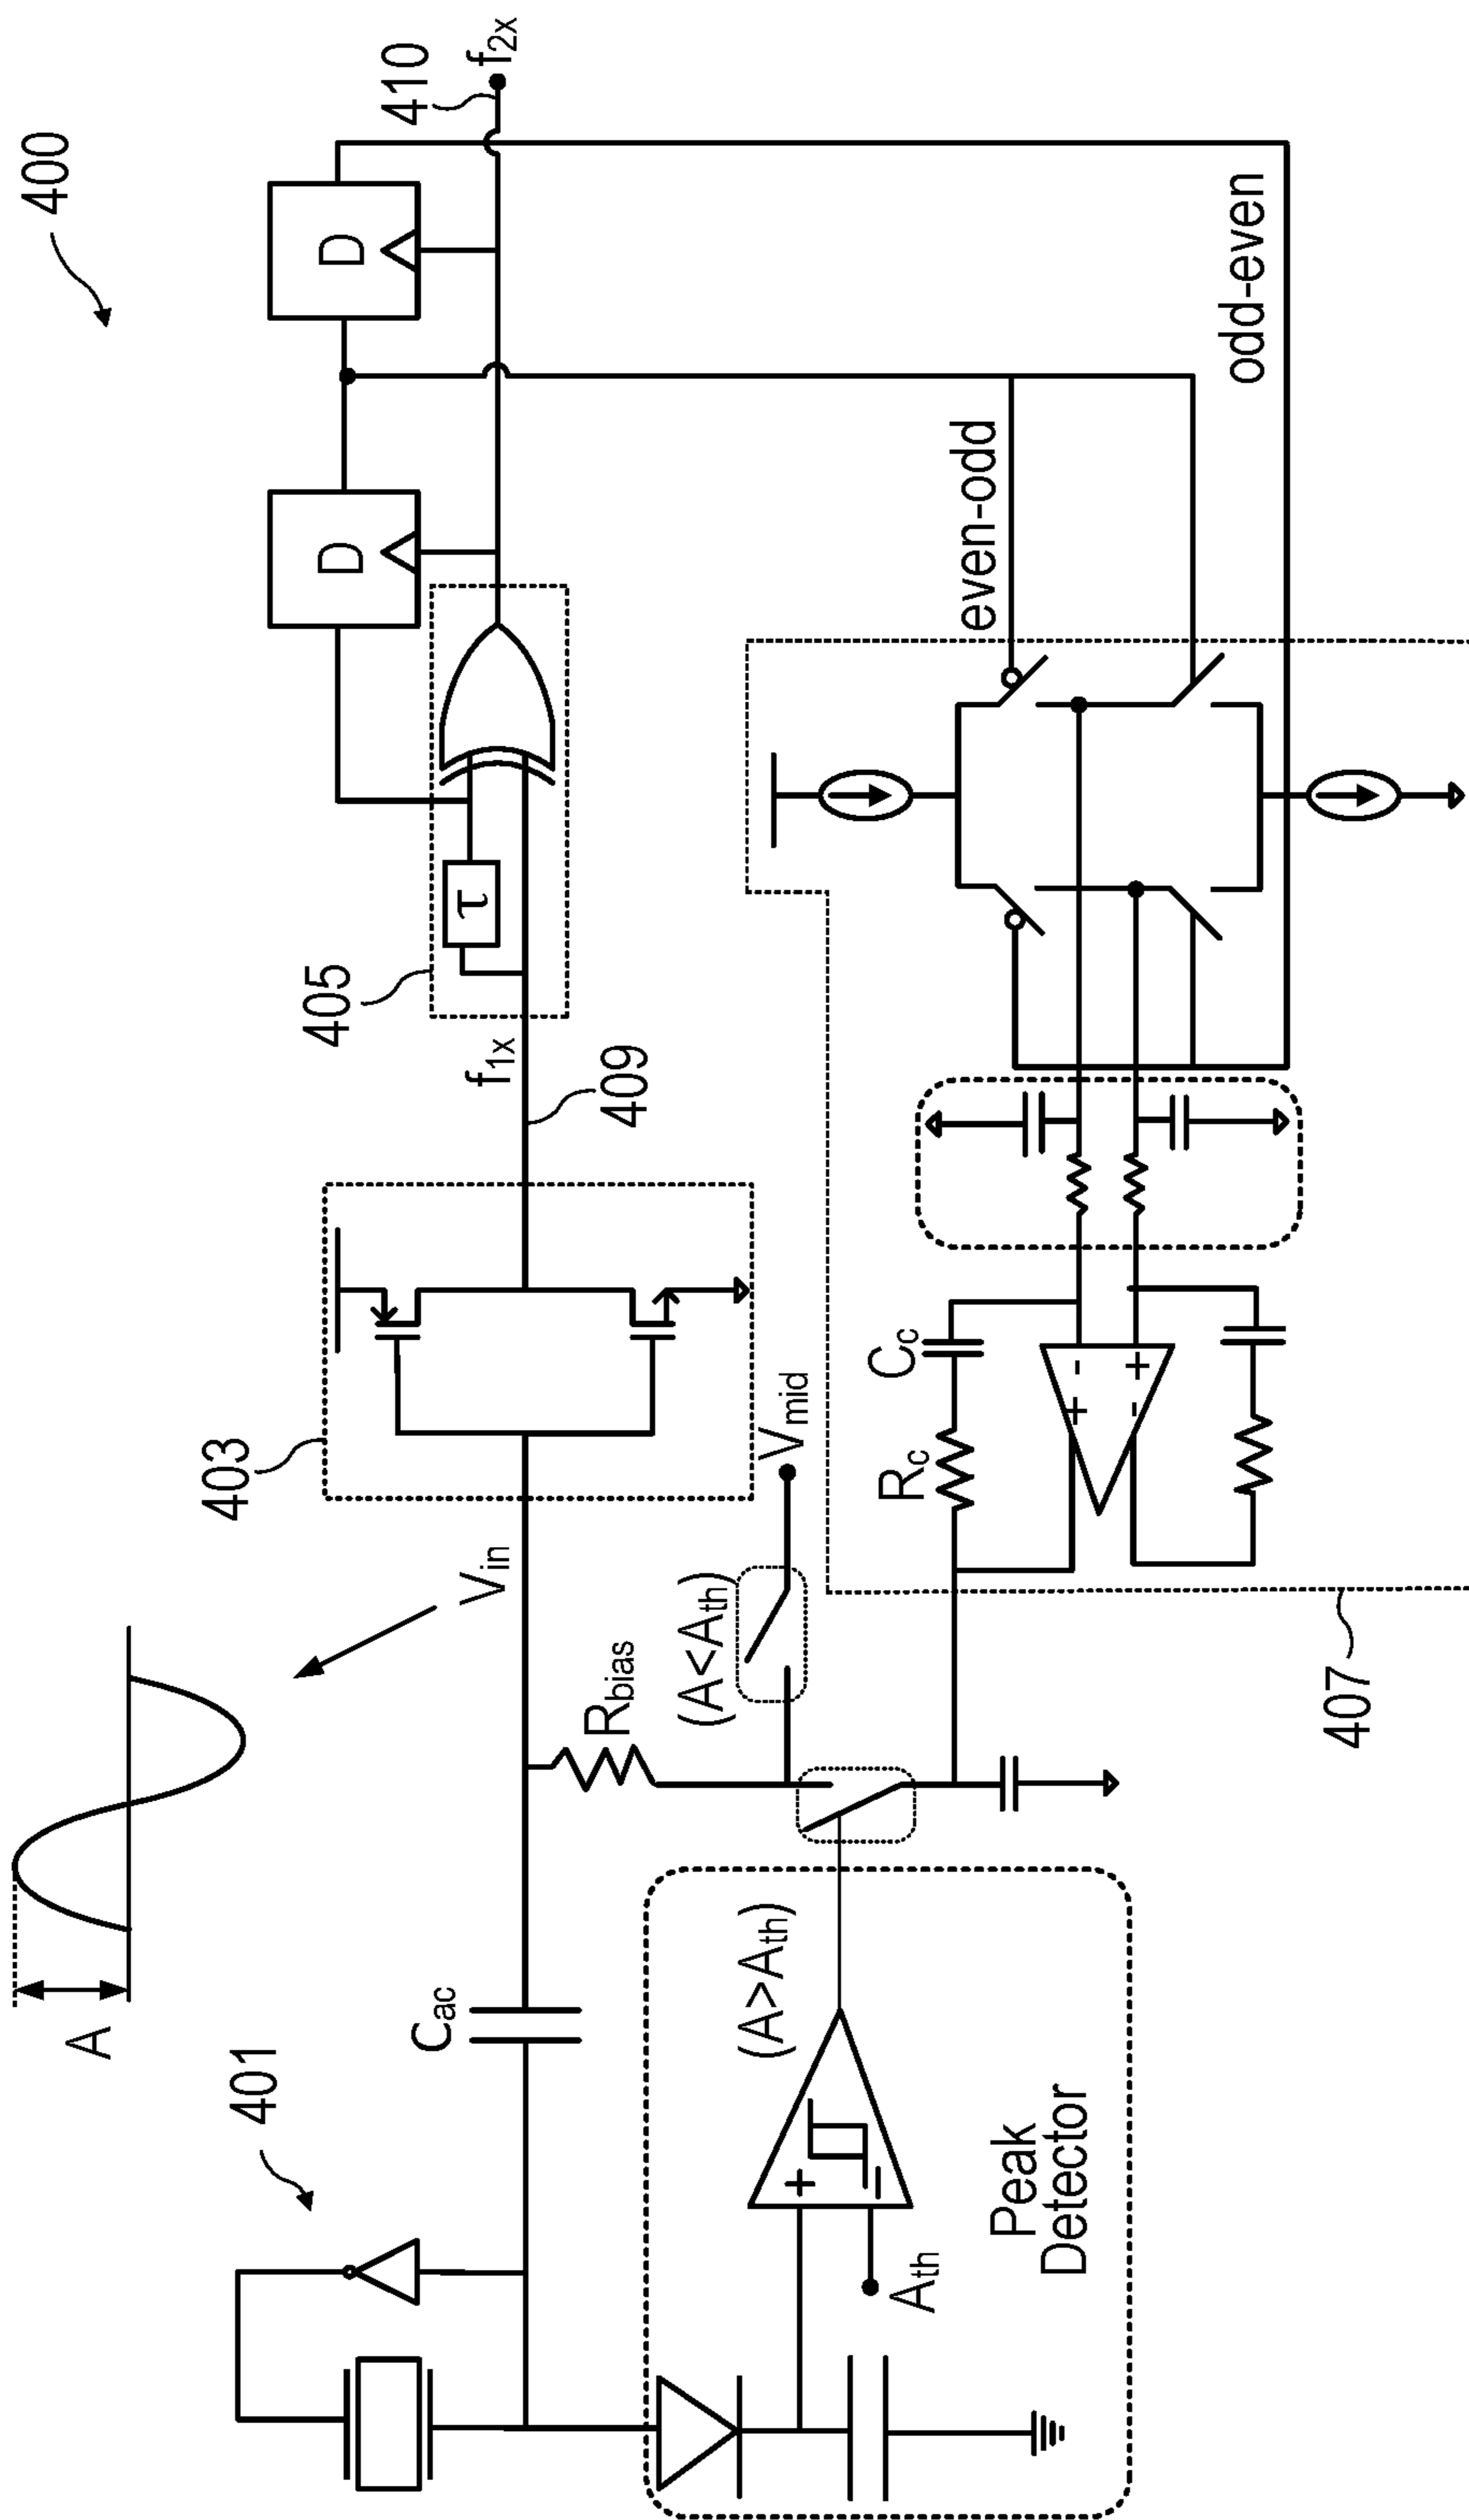 400
A
401
Cac
Vin
403
405
D
D
410
f2x
τ
f1x
409
Rbias
(A<Ath)
Vmid
(A>Ath)
+
−
Ath
Peak
Detector
Rc
Cc
+ -
- +
even-odd
odd-even
407